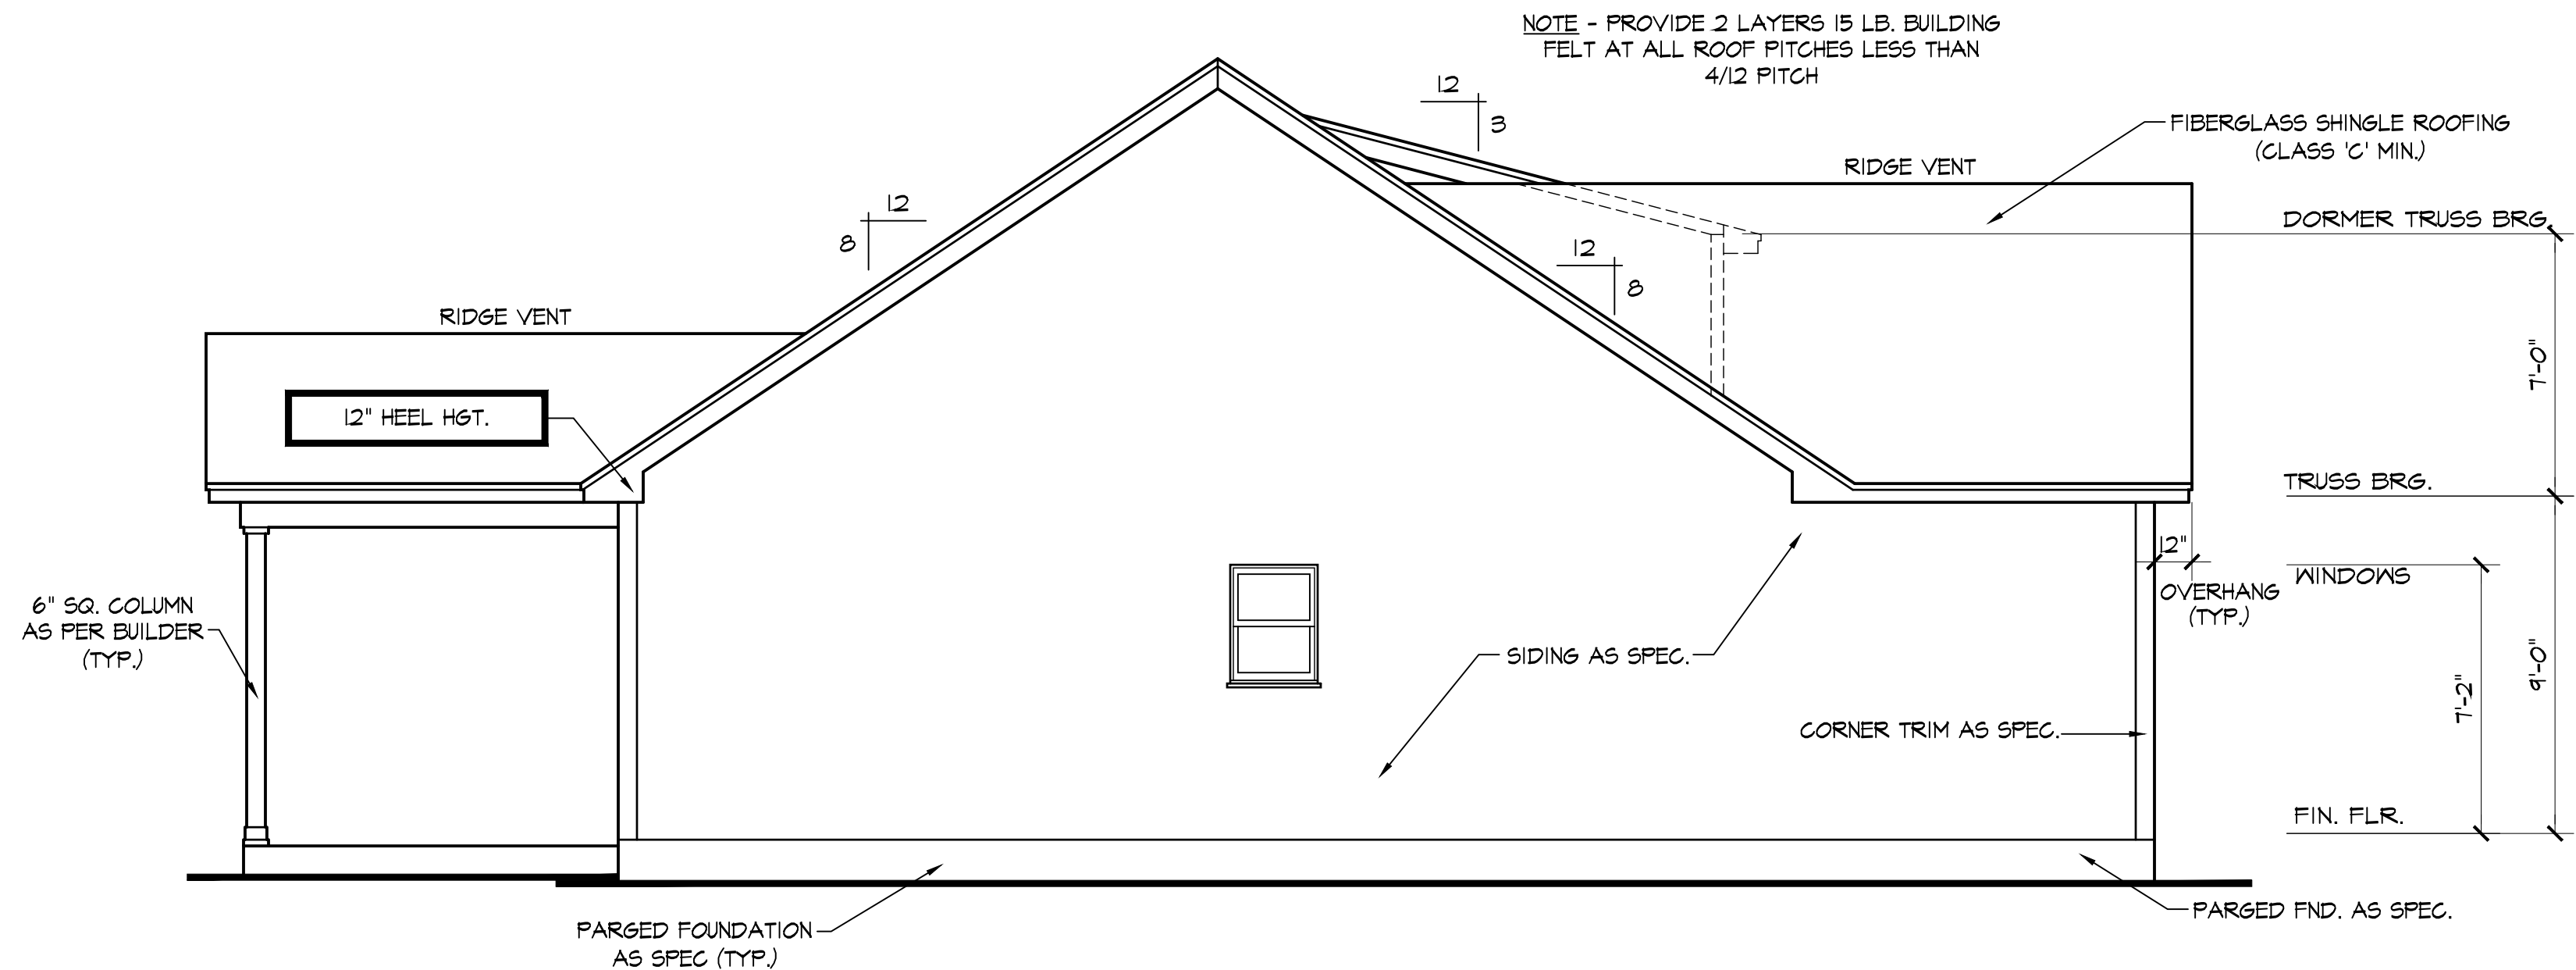 NOTE - PROVIDE 2 LAYERS 15 LB. BUILDING
FELT AT ALL ROOF PITCHES LESS THAN
4/12 PITCH
12
3
FIBERGLASS SHINGLE ROOFING
(CLASS 'C' MIN.)
RIDGE VENT
12
8
DORMER TRUSS BRG.
12
8
RIDGE VENT
7'-0"
12" HEEL HGT.
TRUSS BRG.
12"
WINDOWS
OVERHANG
(TYP.)
6" SQ. COLUMN
AS PER BUILDER
(TYP.)
SIDING AS SPEC.
9'-0"
7'-2"
CORNER TRIM AS SPEC.
FIN. FLR.
PARGED FND. AS SPEC.
PARGED FOUNDATION
AS SPEC (TYP.)